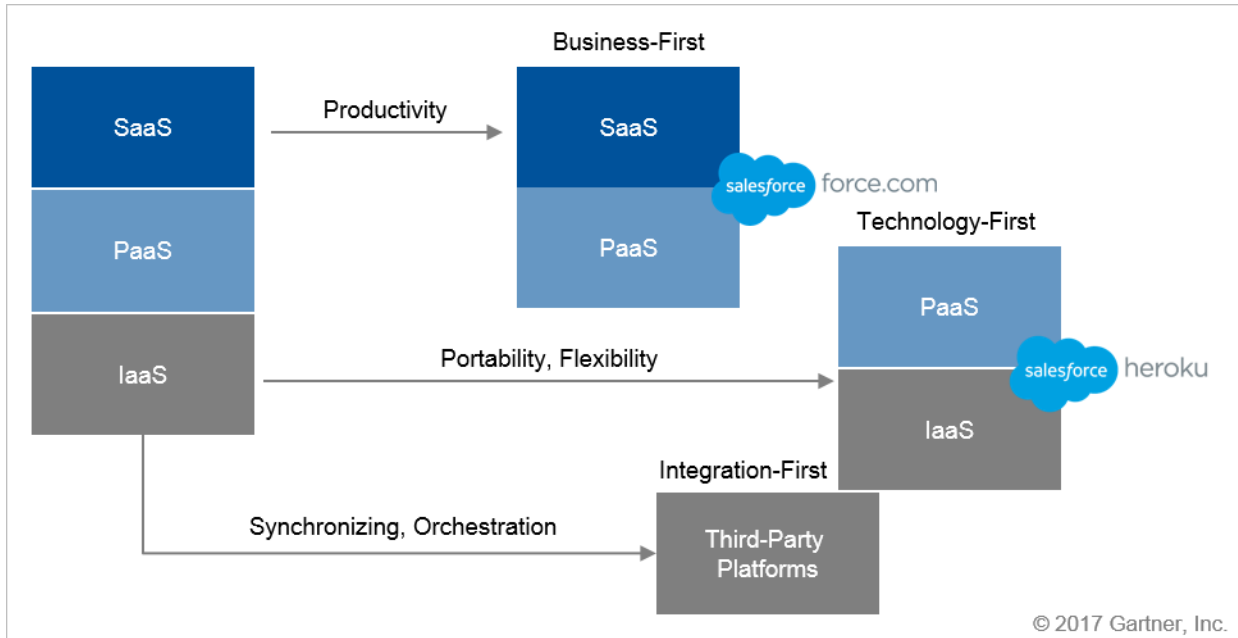 Business-First
SaaS
Productivity
SaaS
salesforce force.com
PaaS
PaaS
Technology-First
PaaS
IaaS
Portability, Flexibility
salesforce heroku
IaaS
Integration-First
Synchronizing, Orchestration
Third-Party
Platforms
© 2017 Gartner, Inc.